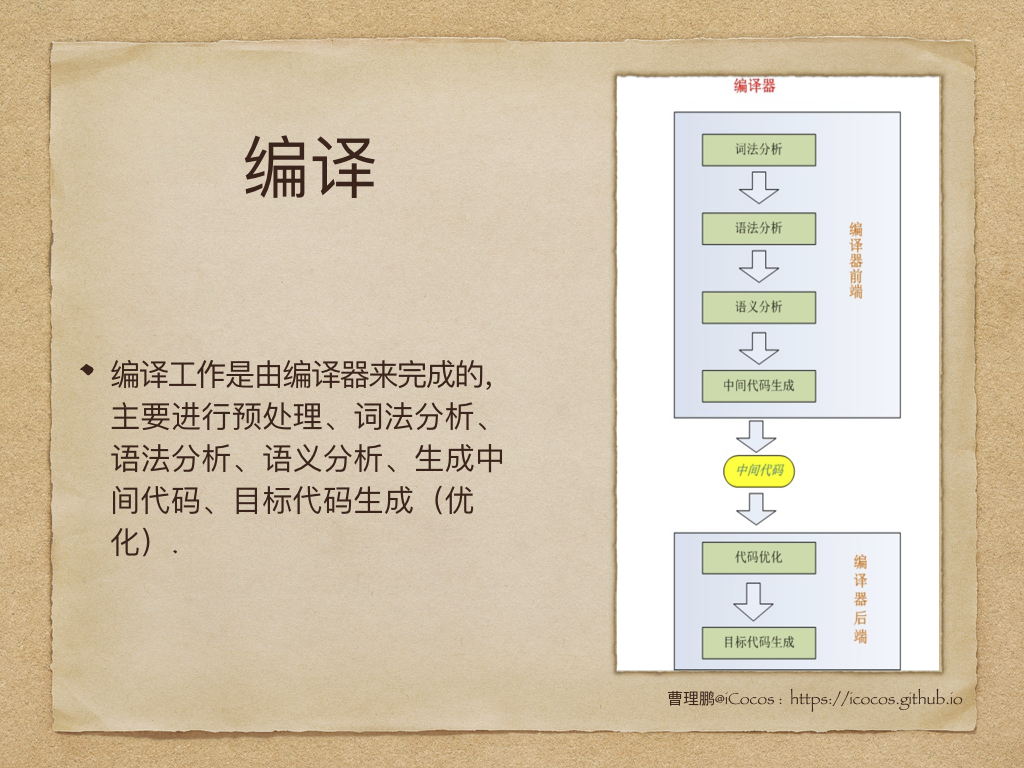 编译
编译工作是由编译器来完成的,
主要进行预处理、词法分析、
语法分析、语义分析、生成中
间代码、目标代码生成（优
化）.
编译器
词法分析
语法分析
语义分析
中间代码生成
编译器前端
中间代码
代码优化
目标代码生成
编译器后端
曹理鹏@iCocos : https://icocos.github.io